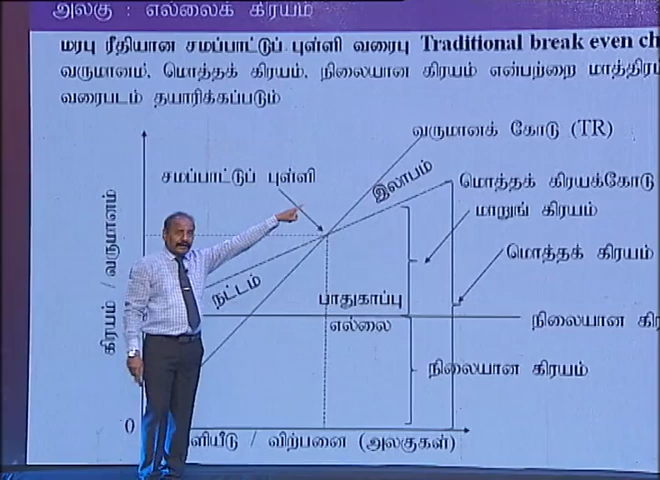 அலகு : எல்லைக் கிரயம்
மரபு ரீதியான சமப்பாட்டுப் புள்ளி வரைபு Traditional break even
வருமானம், மொத்தக் கிரயம், நிலையான கிரயம் என்பற்றை
வரைபடம் தயாரிக்கப்படும்
வருமானக் கோடு (TR)
சமப்பாட்டுப் புள்ளி
இலாபம்
மொத்தக் கிரயக்கோடு
மாறுங் கிரயம்
மொத்தக் கிரயம்
கிரயம் / வருமானம்
நட்டம்
பாதுகாப்பு
எல்லை
நிலையான
நிலையான கிரயம்
0
/ விற்பனை (அலகுகள்)